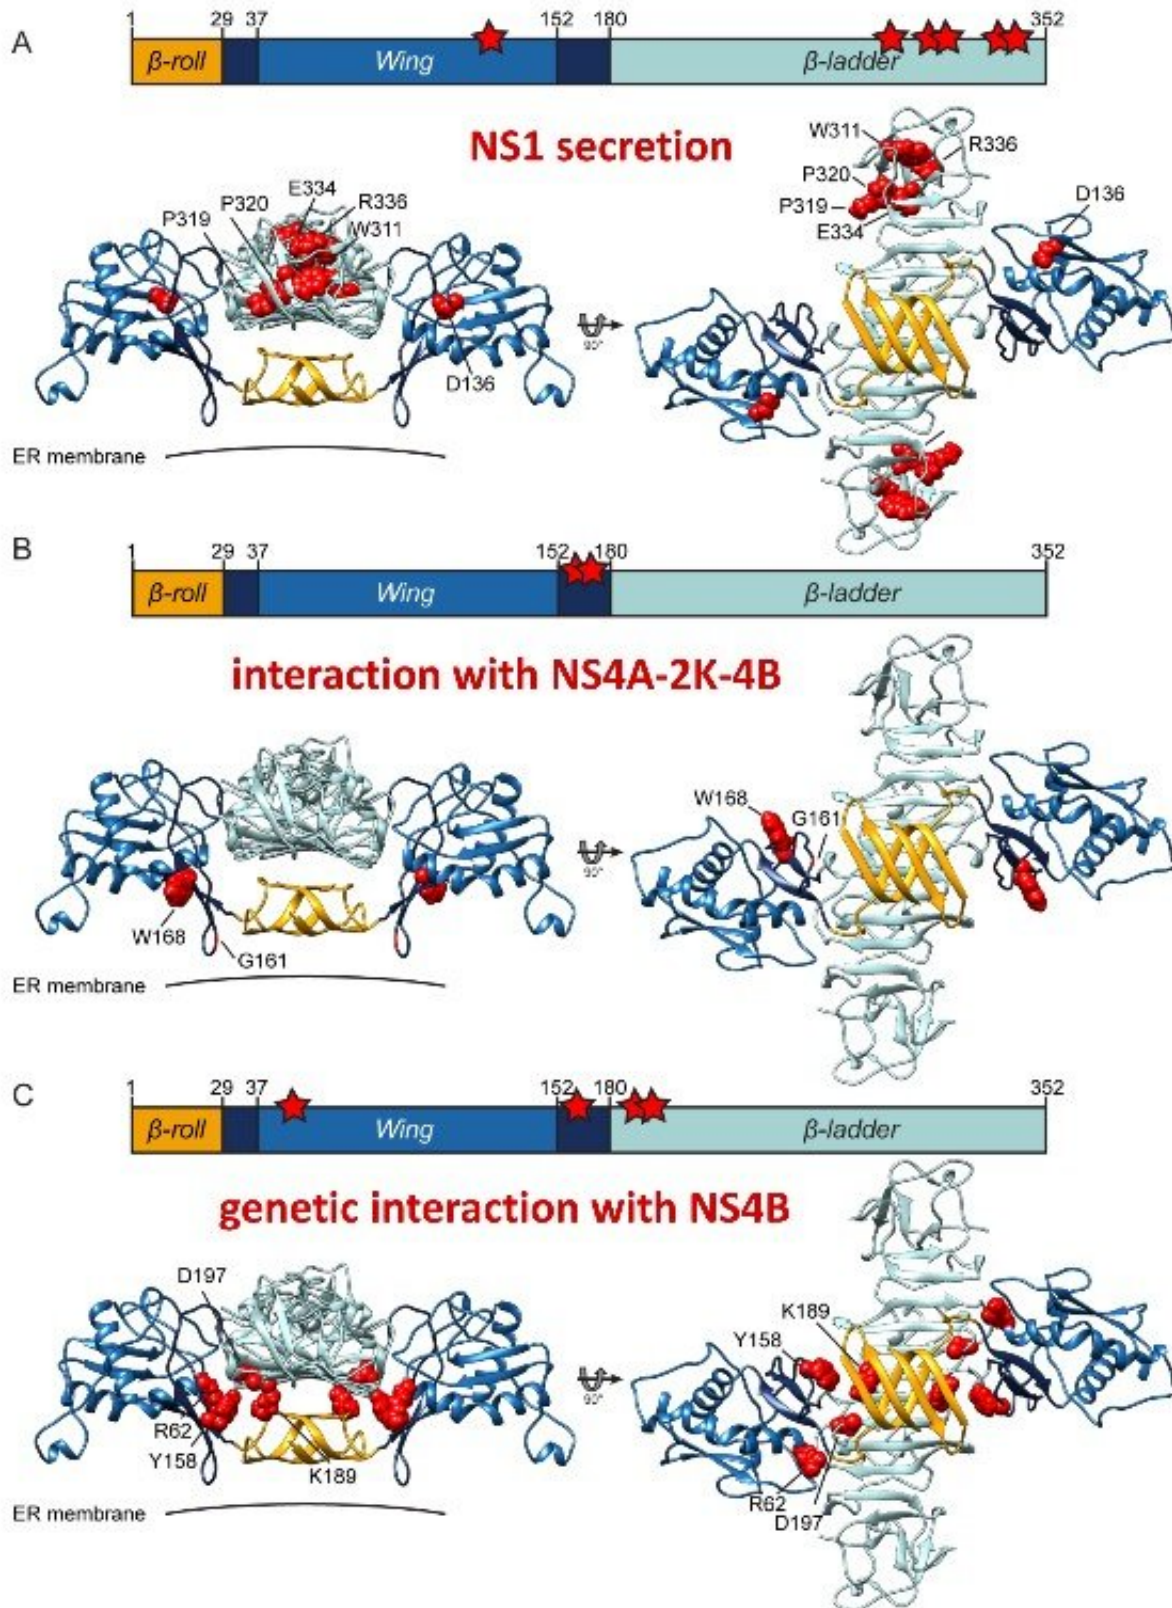 A
1 29 37 152 180 352
β-roll Wing β-ladder
NS1 secretion
W311
R336
P320
P319
E334
D136
E334
P320
R336
P319
W311
D136
90°
ER membrane
B
1 29 37 152 180 352
β-roll Wing β-ladder
interaction with NS4A-2K-4B
W168
G161
W168
G161
90°
ER membrane
C
1 29 37 152 180 352
β-roll Wing β-ladder
genetic interaction with NS4B
D197
R62
Y158
K189
K189
Y158
90°
R62
D197
ER membrane